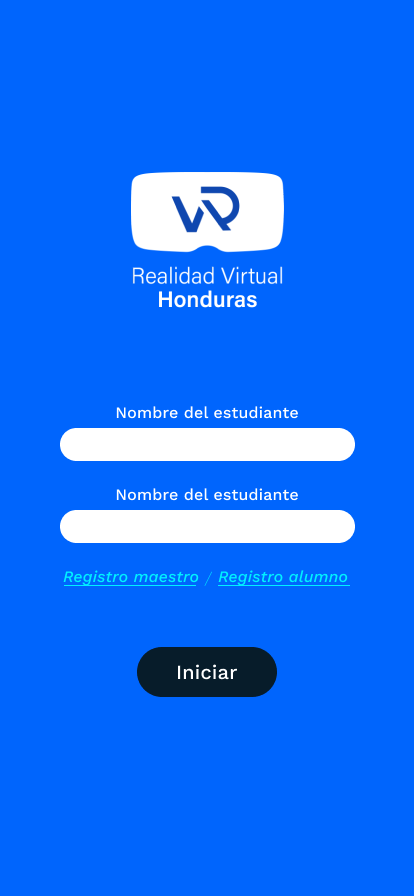 VR
Realidad Virtual
Honduras
Nombre del estudiante
Nombre del estudiante
Registro maestro / Registro alumno
Iniciar